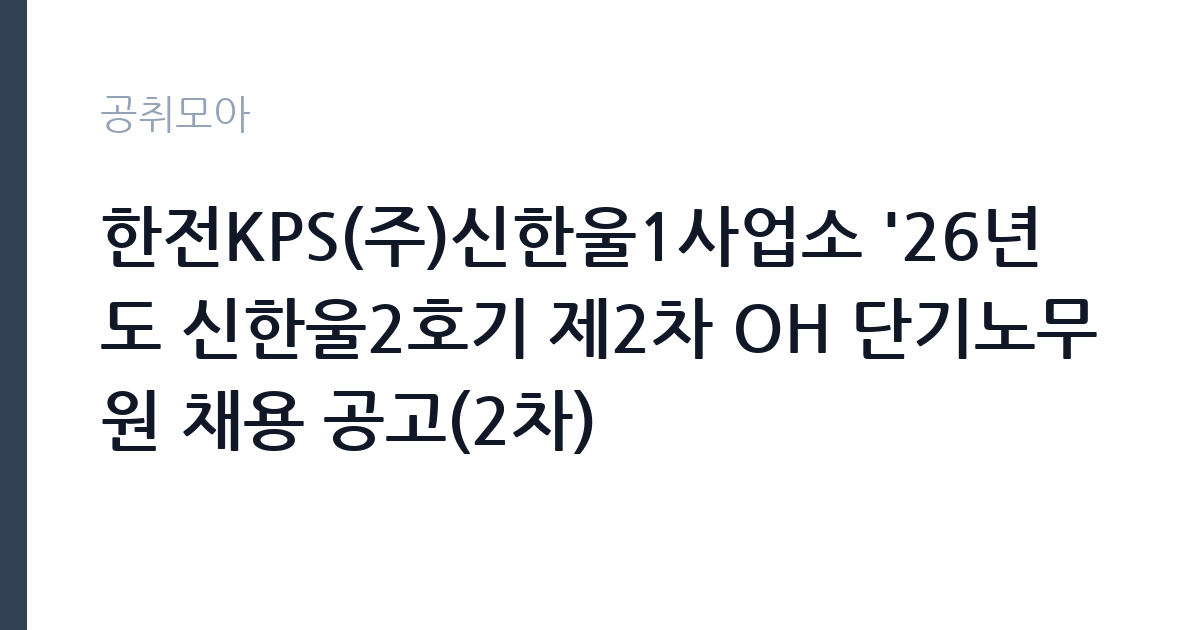 공취모아
한전KPS(주)신한울1사업소 '26년
도 신한울2호기 제2차 OH 단기노무
원 채용 공고(2차)